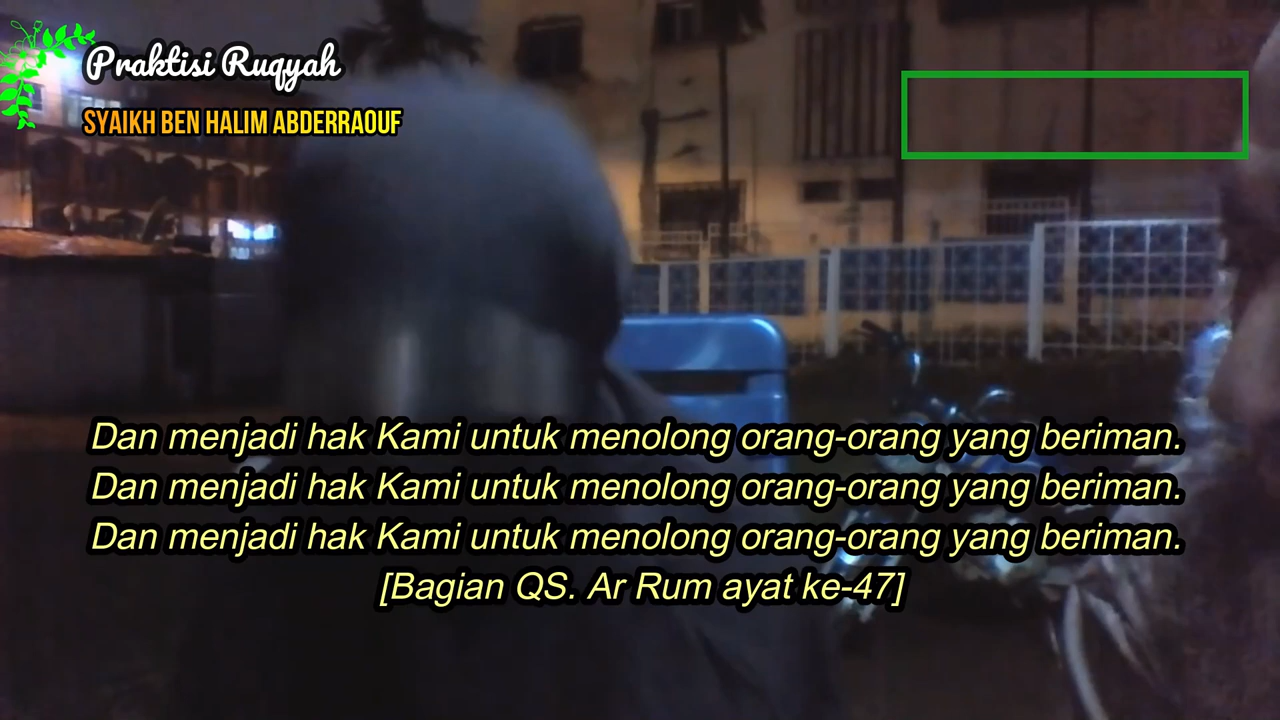 Praktisi Ruqyah
SYAIKH BEN HALIM ABDERRAOUF
Dan menjadi hak Kami untuk menolong orang-orang yang beriman.
Dan menjadi hak Kami untuk menolong orang-orang yang beriman.
Dan menjadi hak Kami untuk menolong orang-orang yang beriman.
[Bagian QS. Ar Rum ayat ke-47]